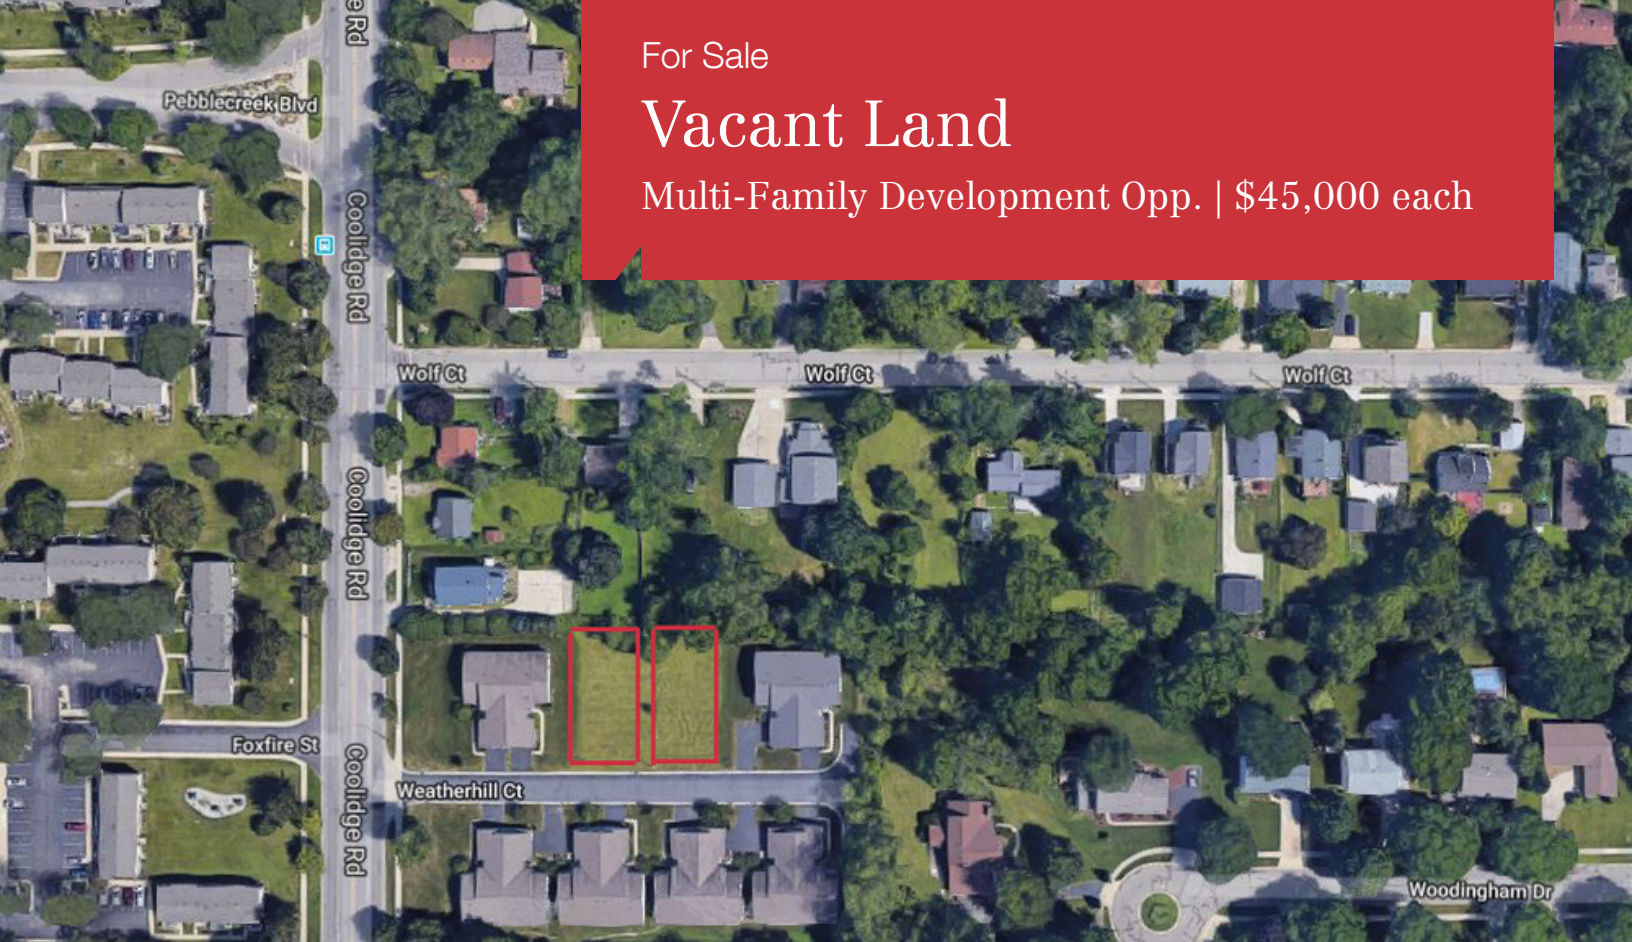 e Rd
For Sale
Pebblecreek Blvd
Vacant Land
Multi-Family Development Opp. | $45,000 each
Coolidge Rd
Wolf Ct
Wolf Ct
Wolf Ct
Coolidge Rd
Foxfire St
Coolidge Rd
Weatherhill Ct
Woodingham Dr